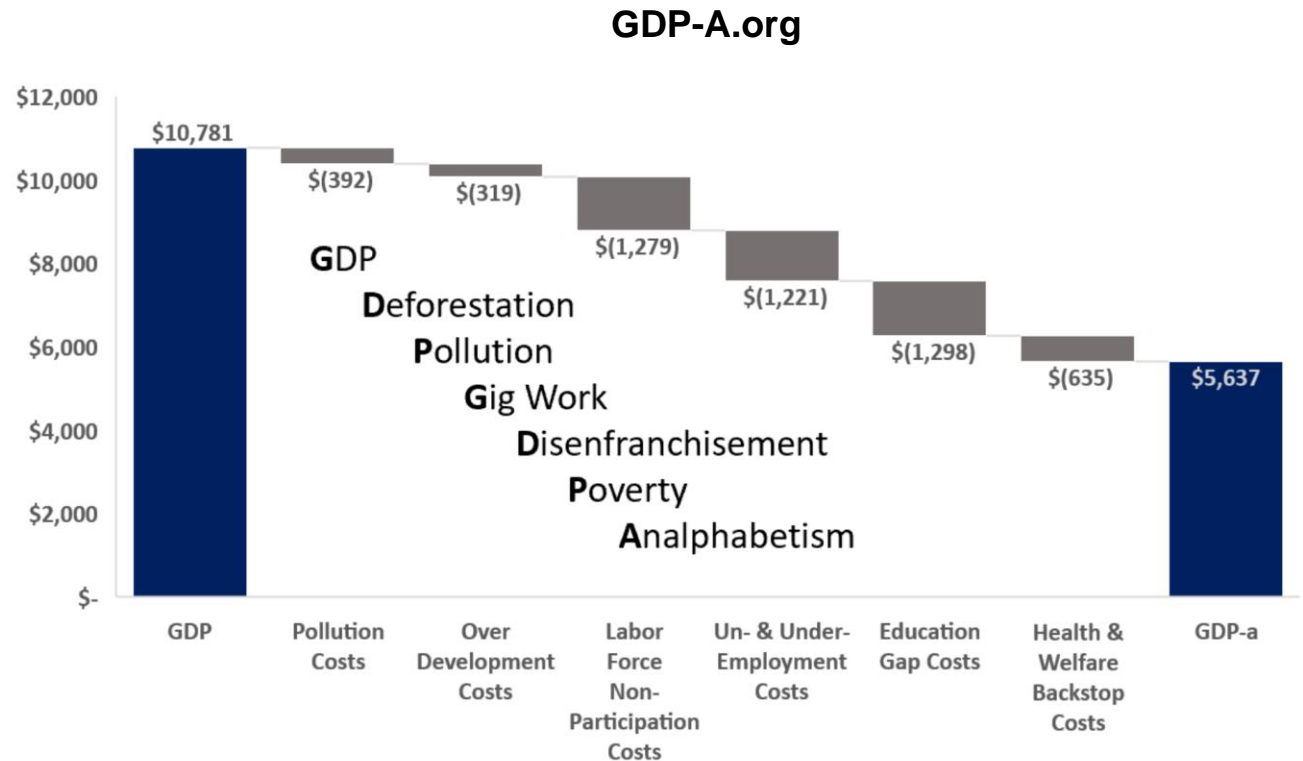 GDP-A.org
$12,000
$10,781
$10,000
$(392)
$(319)
$(1,279)
$8,000
GDP
$(1,221)
Deforestation
Pollution
$6,000
$(1,298)
$(635)
$5,637
Gig Work
$4,000
Disenfranchisement
Poverty
$2,000
Analphabetism
$-
GDP
Pollution
Costs
Over
Development
Costs
Labor
Force
Non-
Participation
Costs
Un- & Under-
Employment
Costs
Education
Gap Costs
Health &
Welfare
Backstop
Costs
GDP-a